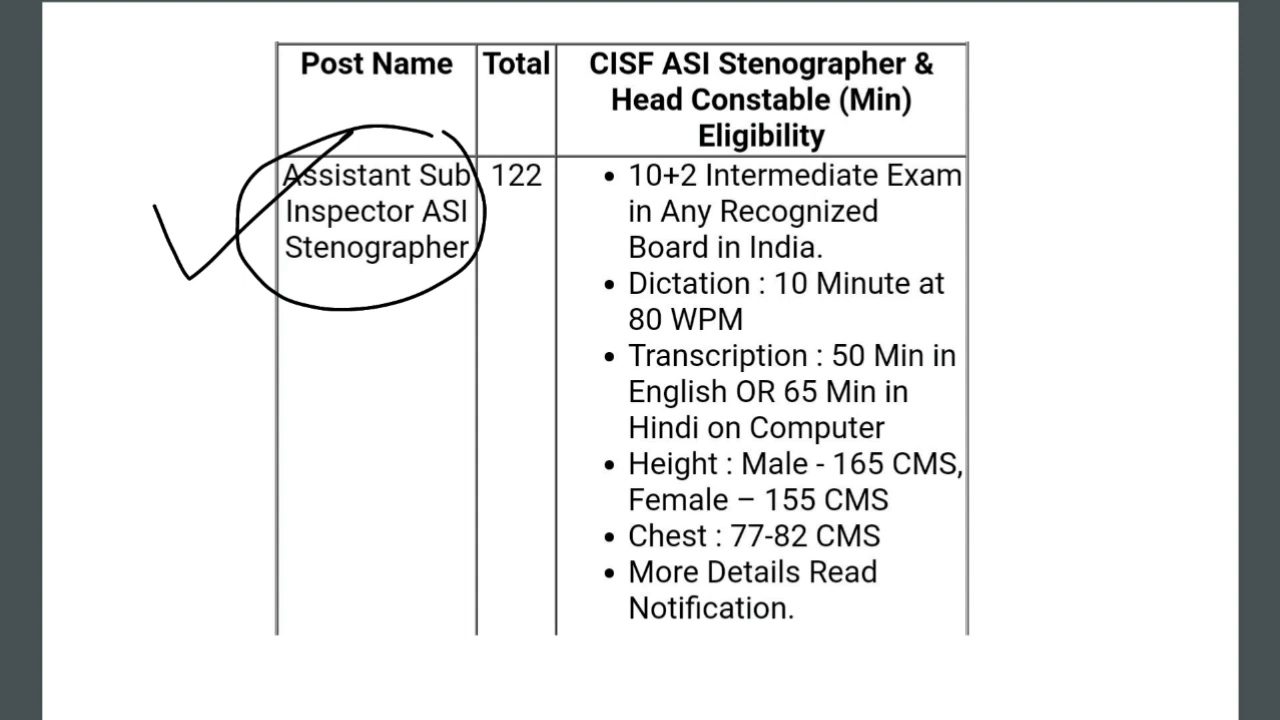 Post Name
Total
CISF ASI Stenographer &
Head Constable (Min)
Eligibility
Assistant Sub
Inspector ASI
Stenographer
122
• 10+2 Intermediate Exam
in Any Recognized
Board in India.
• Dictation : 10 Minute at
80 WPM
• Transcription : 50 Min in
English OR 65 Min in
Hindi on Computer
• Height : Male - 165 CMS,
Female – 155 CMS
• Chest : 77-82 CMS
• More Details Read
Notification.